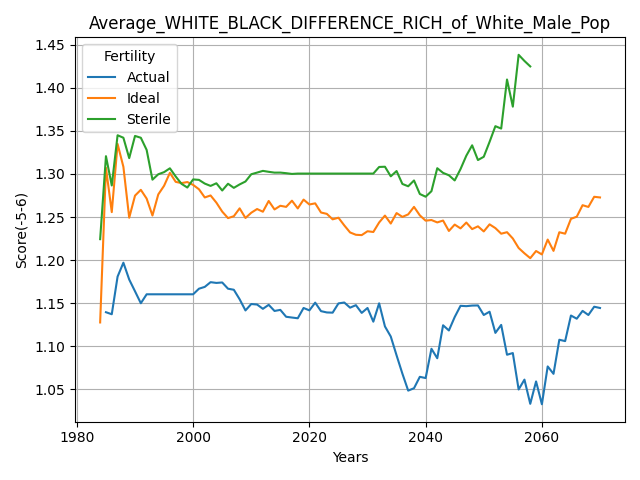 Average_WHITE_BLACK_DIFFERENCE_RICH_of_White_Male_Pop
Fertility
Actual
Ideal
Sterile
Score(-5-6)
1.45
1.40
1.35
1.30
1.25
1.20
1.15
1.10
1.05
1980
2000
2020
2040
2060
Years